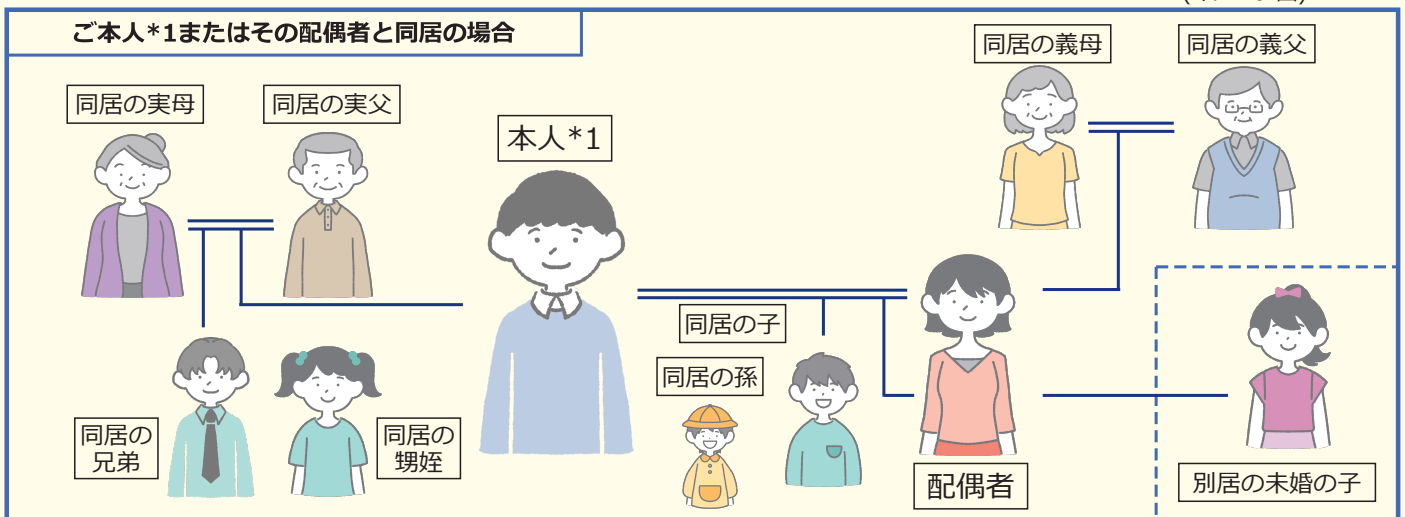 ご本人*1またはその配偶者と同居の場合
同居の義母
同居の義父
同居の実母
同居の実父
本人*1
同居の子
同居の孫
同居の
兄弟
同居の
甥姪
配偶者
別居の未婚の子